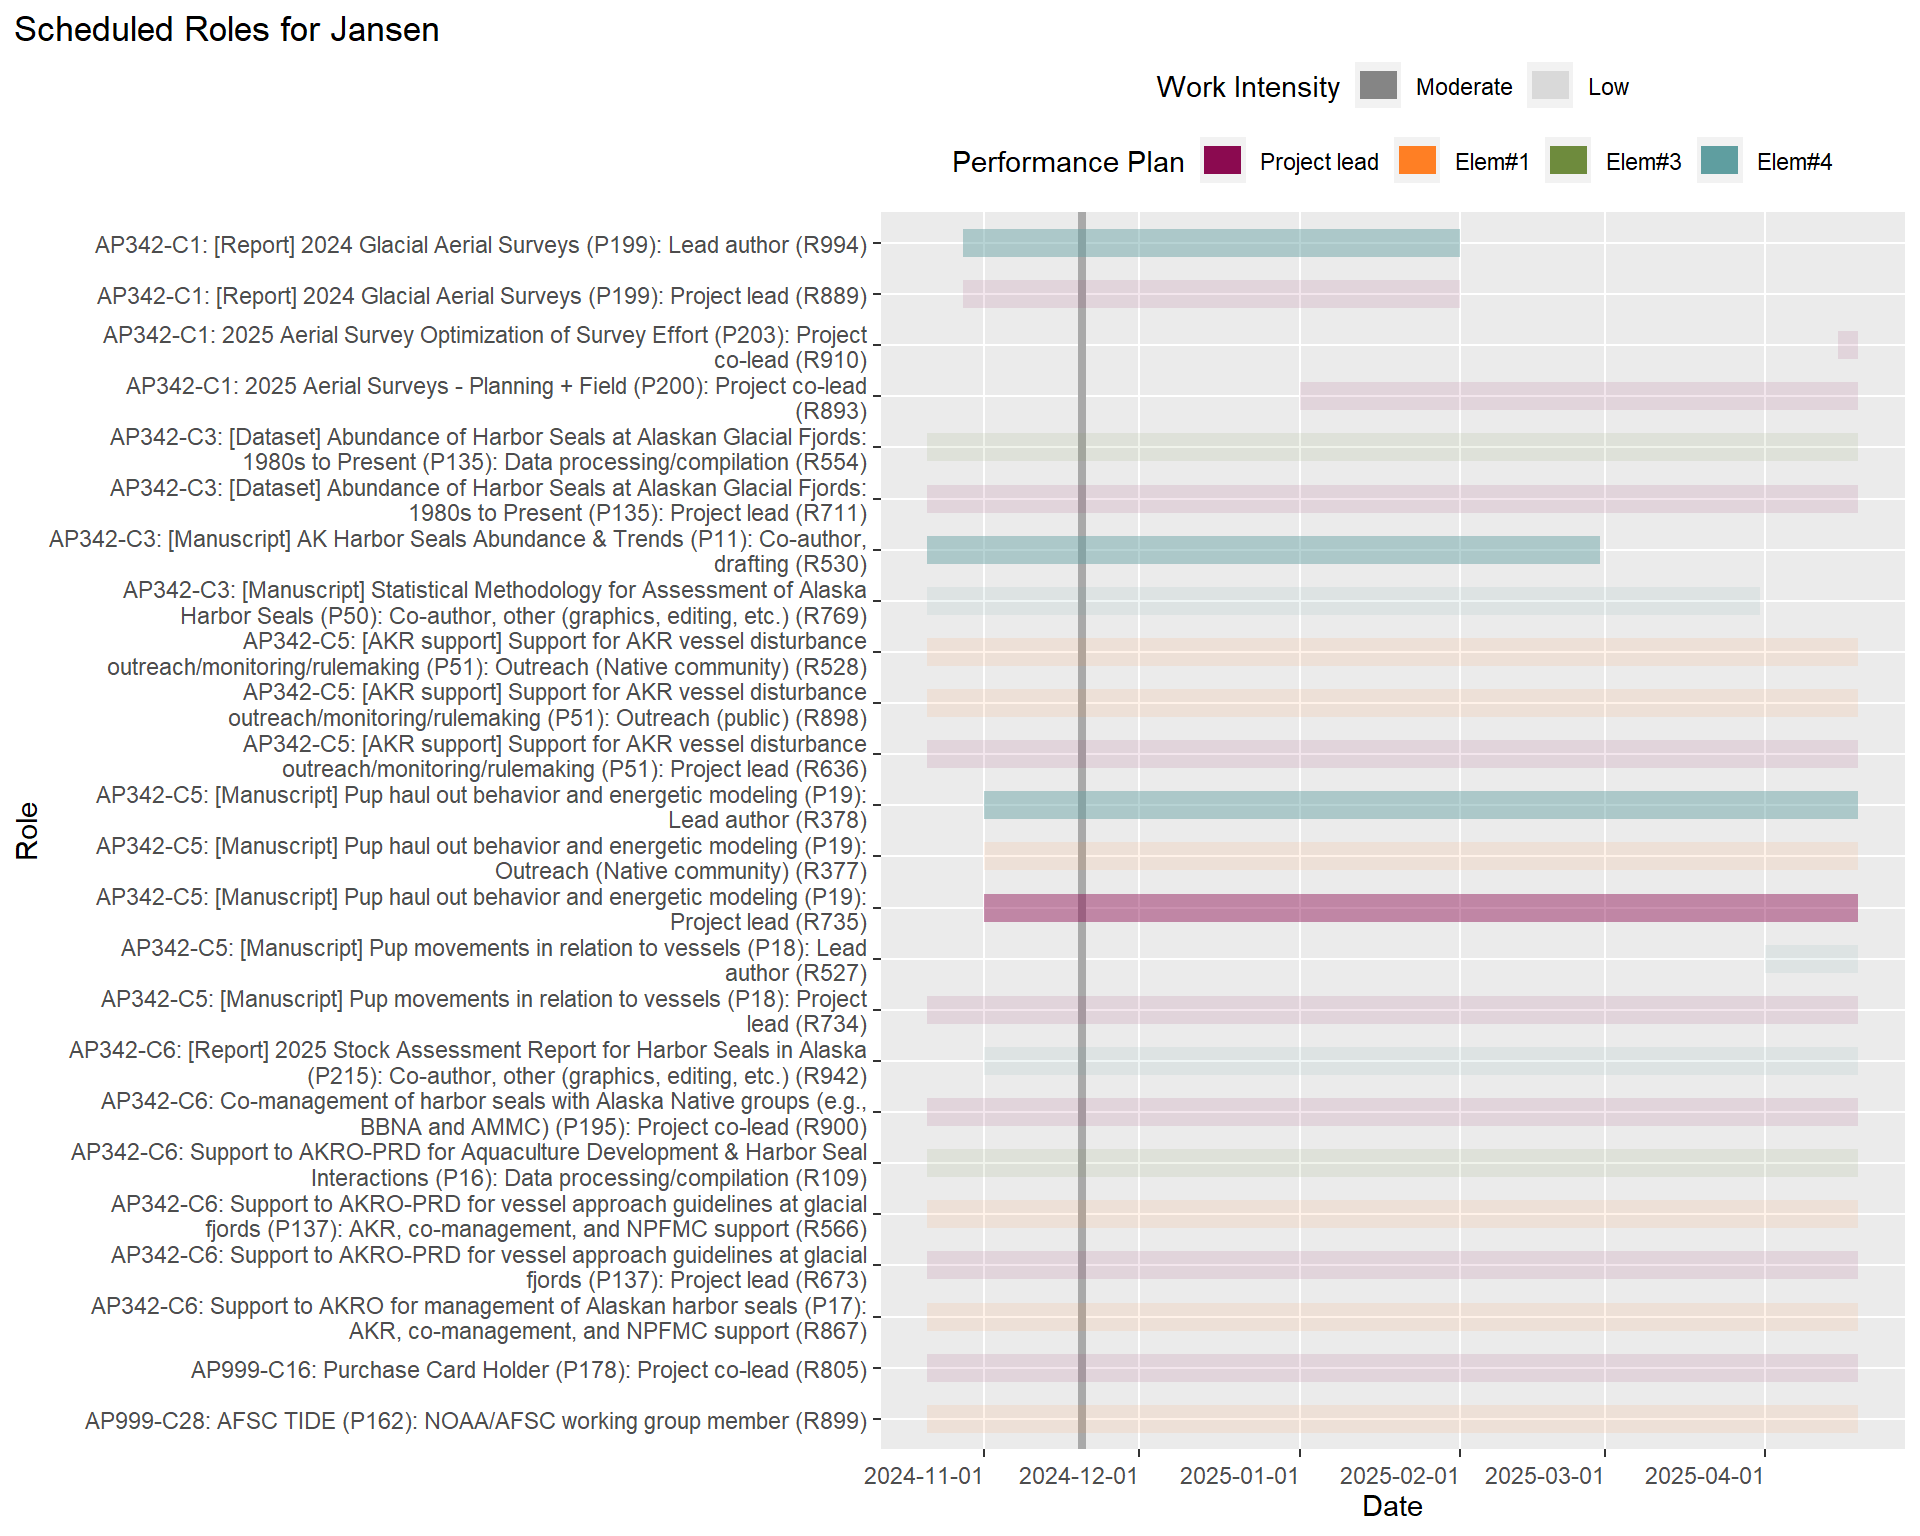 Scheduled Roles for Jansen
Work Intensity Moderate Low
Performance Plan Project lead Elem#1 Elem#3 Elem#4
AP342-C1: [Report] 2024 Glacial Aerial Surveys (P199): Lead author (R994)
AP342-C1: [Report] 2024 Glacial Aerial Surveys (P199): Project lead (R889)
AP342-C1: 2025 Aerial Survey Optimization of Survey Effort (P203): Project
co-lead (R910)
AP342-C1: 2025 Aerial Surveys - Planning + Field (P200): Project co-lead
(R893)
AP342-C3: [Dataset] Abundance of Harbor Seals at Alaskan Glacial Fjords:
1980s to Present (P135): Data processing/compilation (R554)
AP342-C3: [Dataset] Abundance of Harbor Seals at Alaskan Glacial Fjords:
1980s to Present (P135): Project lead (R711)
AP342-C3: [Manuscript] AK Harbor Seals Abundance & Trends (P11): Co-author,
drafting (R530)
AP342-C3: [Manuscript] Statistical Methodology for Assessment of Alaska
Harbor Seals (P50): Co-author, other (graphics, editing, etc.) (R769)
AP342-C5: [AKR support] Support for AKR vessel disturbance
outreach/monitoring/rulemaking (P51): Outreach (Native community) (R528)
AP342-C5: [AKR support] Support for AKR vessel disturbance
outreach/monitoring/rulemaking (P51): Outreach (public) (R898)
AP342-C5: [AKR support] Support for AKR vessel disturbance
outreach/monitoring/rulemaking (P51): Project lead (R636)
AP342-C5: [Manuscript] Pup haul out behavior and energetic modeling (P19):
Lead author (R378)
AP342-C5: [Manuscript] Pup haul out behavior and energetic modeling (P19):
Outreach (Native community) (R377)
AP342-C5: [Manuscript] Pup haul out behavior and energetic modeling (P19):
Project lead (R735)
AP342-C5: [Manuscript] Pup movements in relation to vessels (P18): Lead
author (R527)
AP342-C5: [Manuscript] Pup movements in relation to vessels (P18): Project
lead (R734)
AP342-C6: [Report] 2025 Stock Assessment Report for Harbor Seals in Alaska
(P215): Co-author, other (graphics, editing, etc.) (R942)
AP342-C6: Co-management of harbor seals with Alaska Native groups (e.g.,
BBNA and AMMC) (P195): Project co-lead (R900)
AP342-C6: Support to AKRO-PRD for Aquaculture Development & Harbor Seal
Interactions (P16): Data processing/compilation (R109)
AP342-C6: Support to AKRO-PRD for vessel approach guidelines at glacial
fjords (P137): AKR, co-management, and NPFMC support (R566)
AP342-C6: Support to AKRO-PRD for vessel approach guidelines at glacial
fjords (P137): Project lead (R673)
AP342-C6: Support to AKRO for management of Alaskan harbor seals (P17):
AKR, co-management, and NPFMC support (R867)
AP999-C16: Purchase Card Holder (P178): Project co-lead (R805)
AP999-C28: AFSC TIDE (P162): NOAA/AFSC working group member (R899)
Role
2024-11-01 2024-12-01 2025-01-01 2025-02-01 2025-03-01 2025-04-01
Date